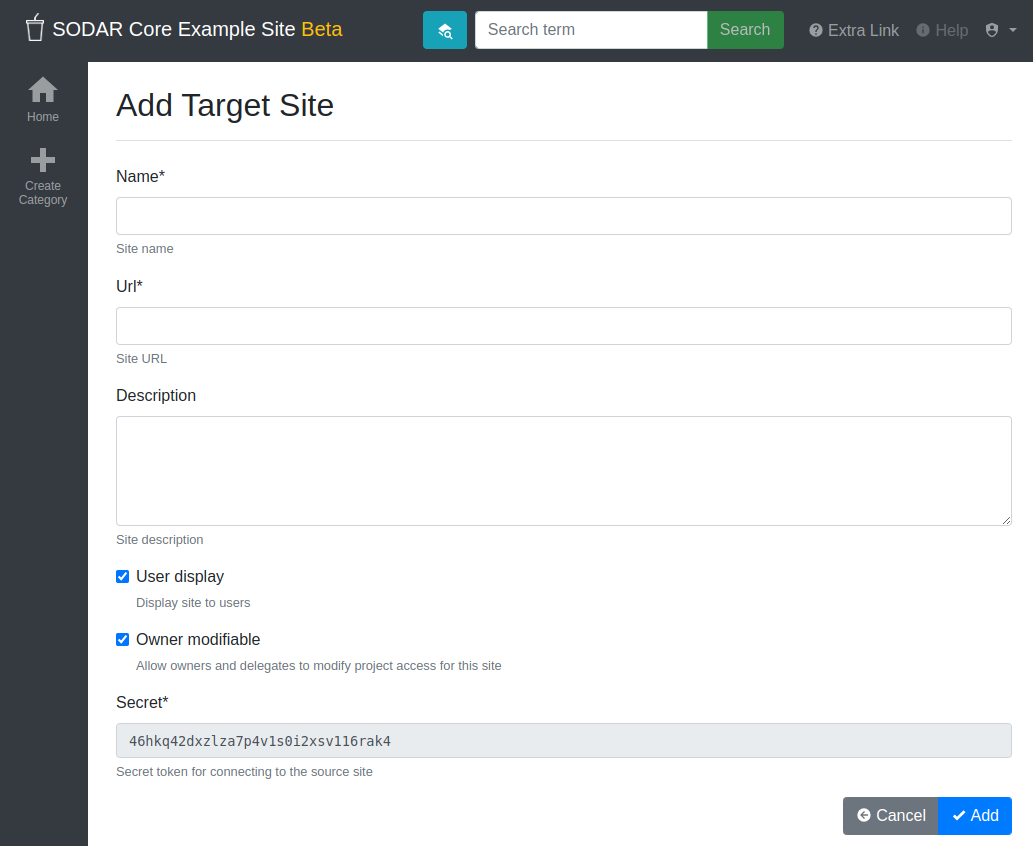 SODAR Core Example Site Beta
Search term
Search
Extra Link
Help
Home
Create
Category
Add Target Site
Name*
Site name
Url*
Site URL
Description
Site description
User display
Display site to users
Owner modifiable
Allow owners and delegates to modify project access for this site
Secret*
46hkq42dxzlza7p4v1s0i2xsv116rak4
Secret token for connecting to the source site
Cancel
Add